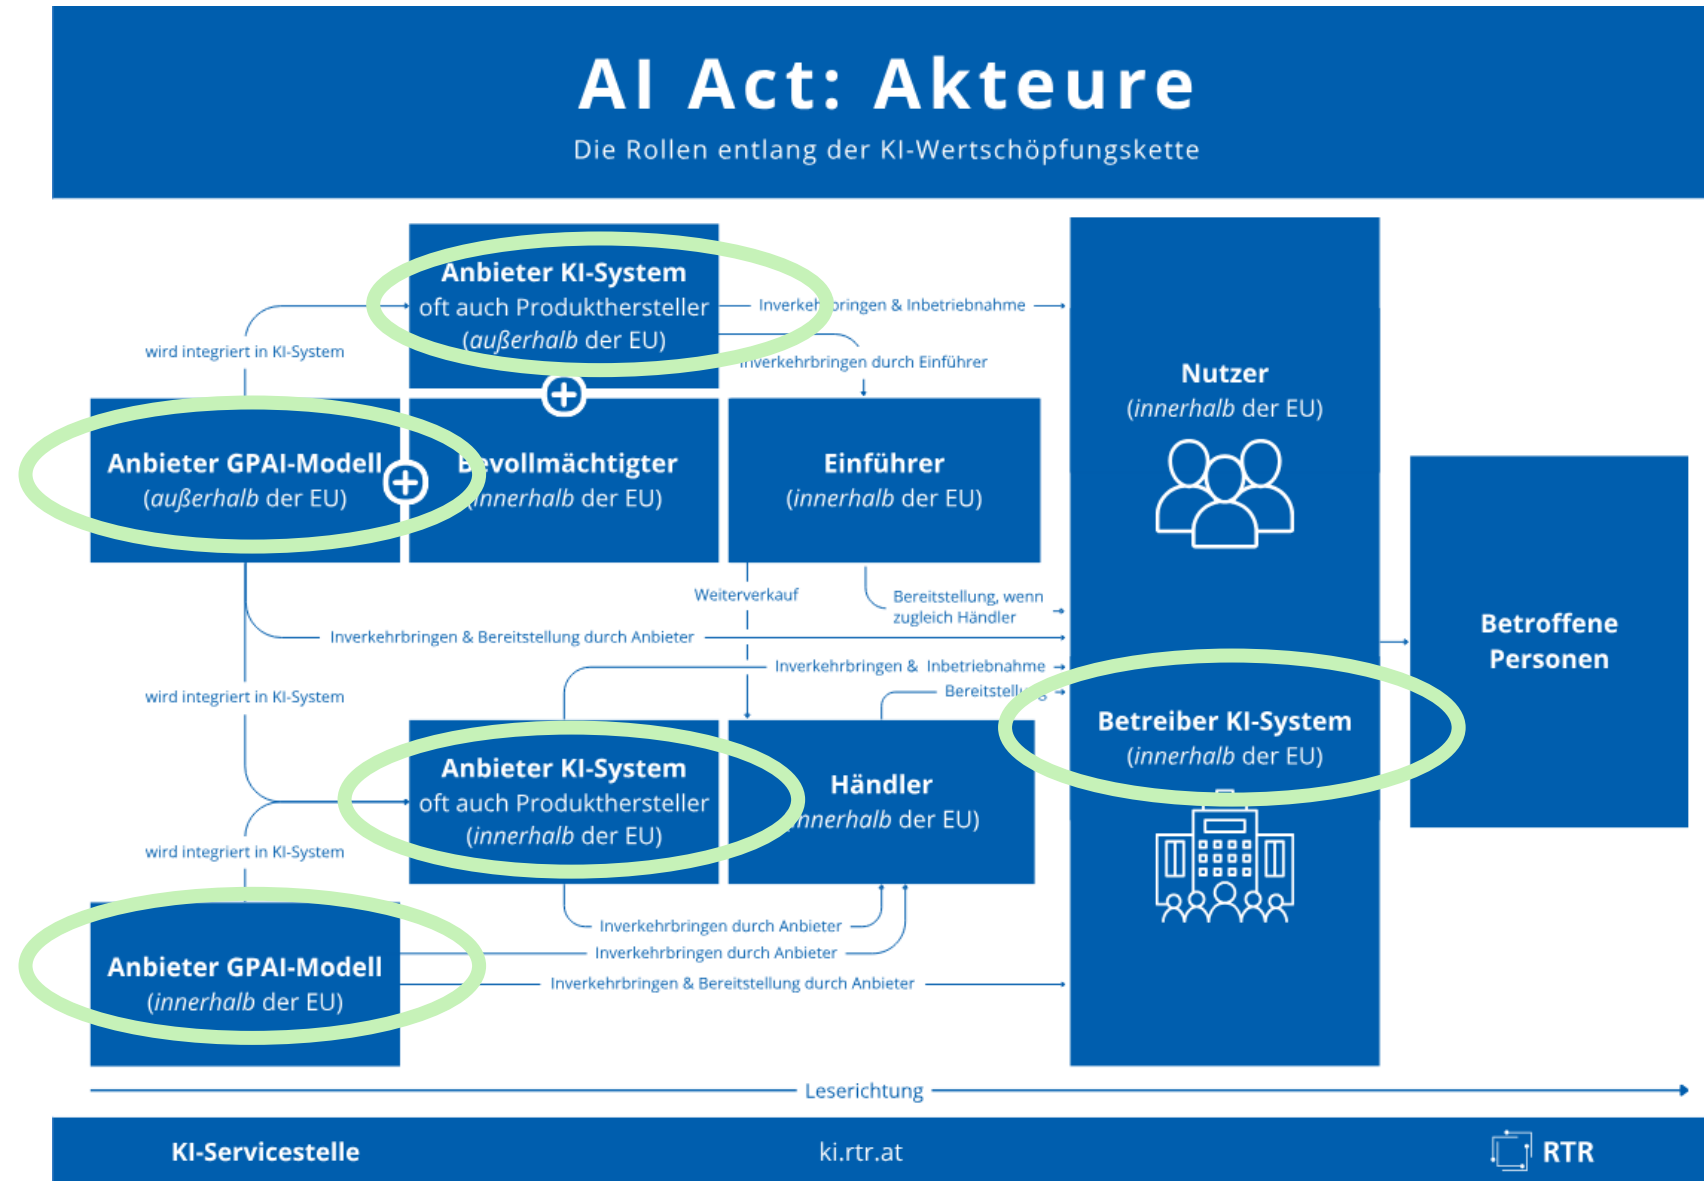 AI Act: Akteure
Die Rollen entlang der KI-Wertschöpfungskette
Anbieter KI-System
oft auch Produkthersteller
(außerhalb der EU)
Inverkehrbringen & Inbetriebnahme
wird integriert in KI-System
Inverkehrbringen durch Einführer
Nutzer
(innerhalb der EU)
Anbieter GPAI-Modell
(außerhalb der EU)
Bevollmächtigter
(innerhalb der EU)
Einführer
(innerhalb der EU)
Weiterverkauf
Bereitstellung, wenn
zugleich Händler
Inverkehrbringen & Bereitstellung durch Anbieter
Betroffene
Personen
Inverkehrbringen & Inbetriebnahme
Bereitstellung
wird integriert in KI-System
Betreiber KI-System
(innerhalb der EU)
Anbieter KI-System
oft auch Produkthersteller
(innerhalb der EU)
Händler
(innerhalb der EU)
wird integriert in KI-System
Inverkehrbringen durch Anbieter
Inverkehrbringen durch Anbieter
Anbieter GPAI-Modell
(innerhalb der EU)
Inverkehrbringen & Bereitstellung durch Anbieter
Leserichtung
KI-Servicestelle
ki.rtr.at
RTR